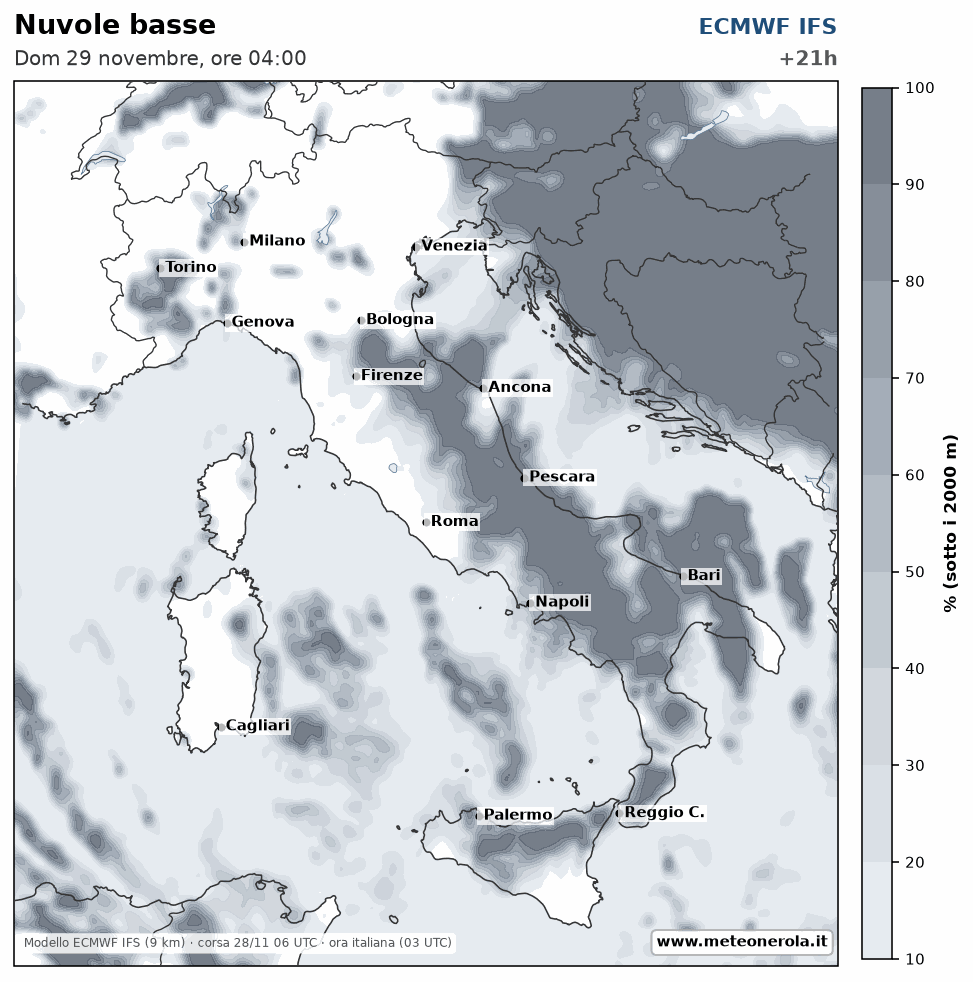 Nuvole basse
ECMWF IFS
Dom 29 novembre, ore 04:00
+21h
100
90
80
70
60
50
40
30
20
10
% (sotto i 2000 m)
Milano
Venezia
Torino
Genova
Bologna
Firenze
Ancona
Pescara
Roma
Bari
Napoli
Cagliari
Palermo
Reggio C.
Modello ECMWF IFS (9 km) · corsa 28/11 06 UTC · ora italiana (03 UTC)
www.meteonerola.it